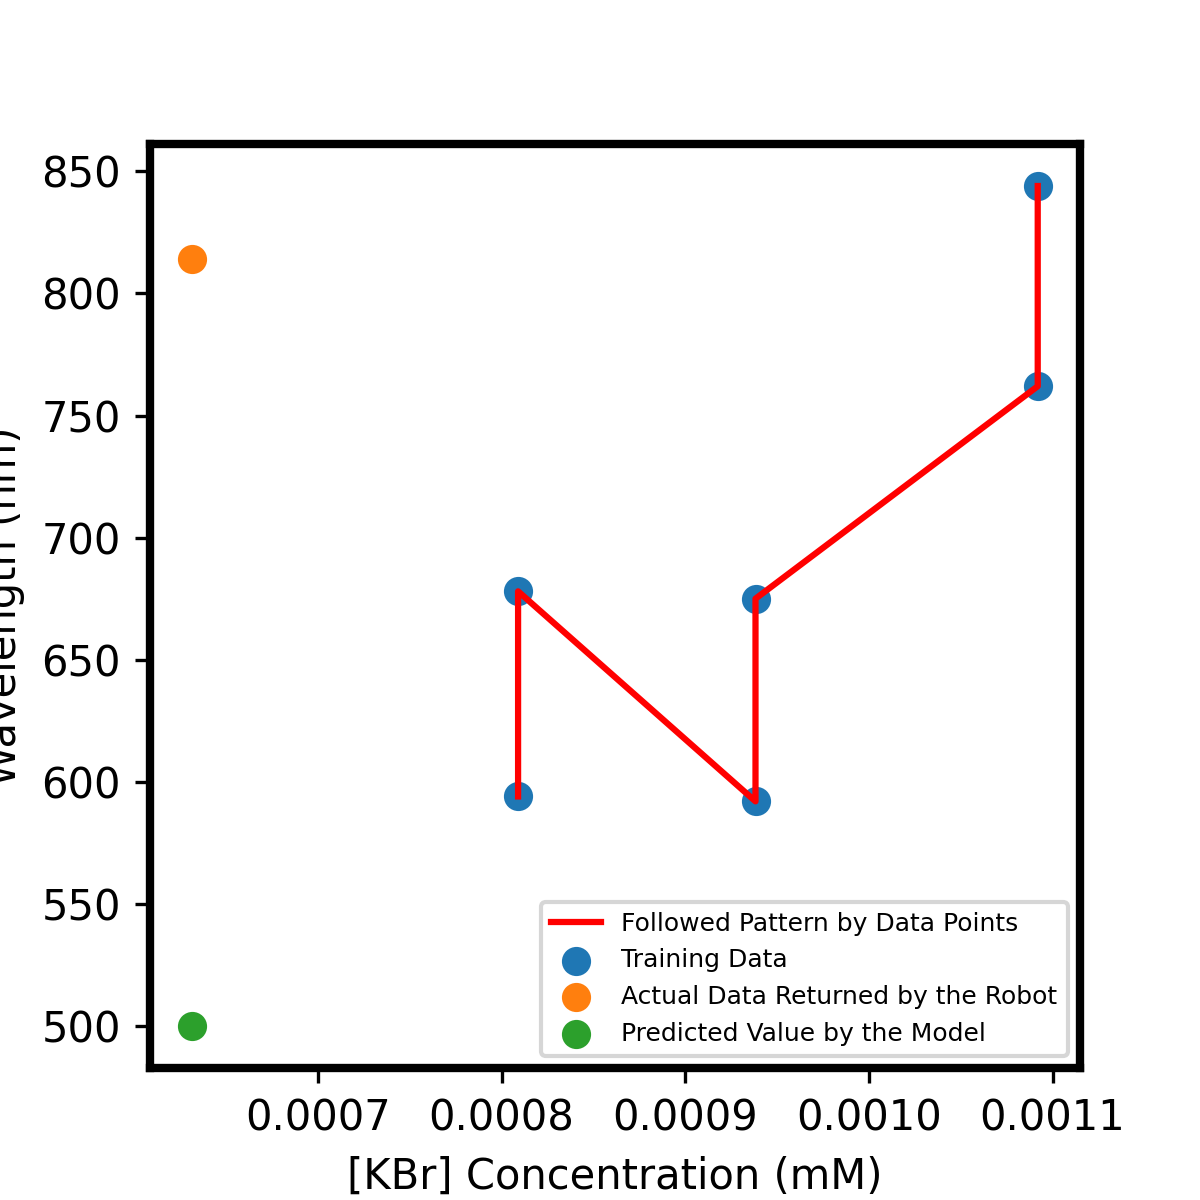 850
800
750
700
650
600
550
500
Wavelength (nm)
Followed Pattern by Data Points
Training Data
Actual Data Returned by the Robot
Predicted Value by the Model
0.0007 0.0008 0.0009 0.0010 0.0011
[KBr] Concentration (mM)